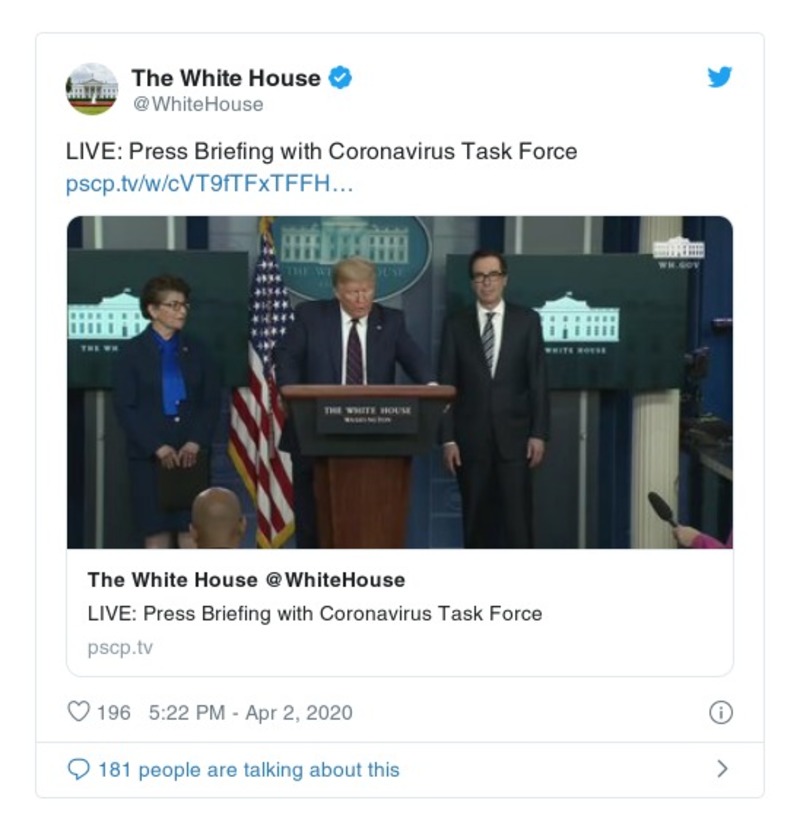 The White House
@WhiteHouse
LIVE: Press Briefing with Coronavirus Task Force
pscp.tv/w/cVT9fTFxTFFH…
THE WHITE HOUSE
WH.GOV
THE WH
WHITE HOUSE
THE WHITE HOUSE
WASHINGTON
The White House @WhiteHouse
LIVE: Press Briefing with Coronavirus Task Force
pscp.tv
196 5:22 PM - Apr 2, 2020
181 people are talking about this